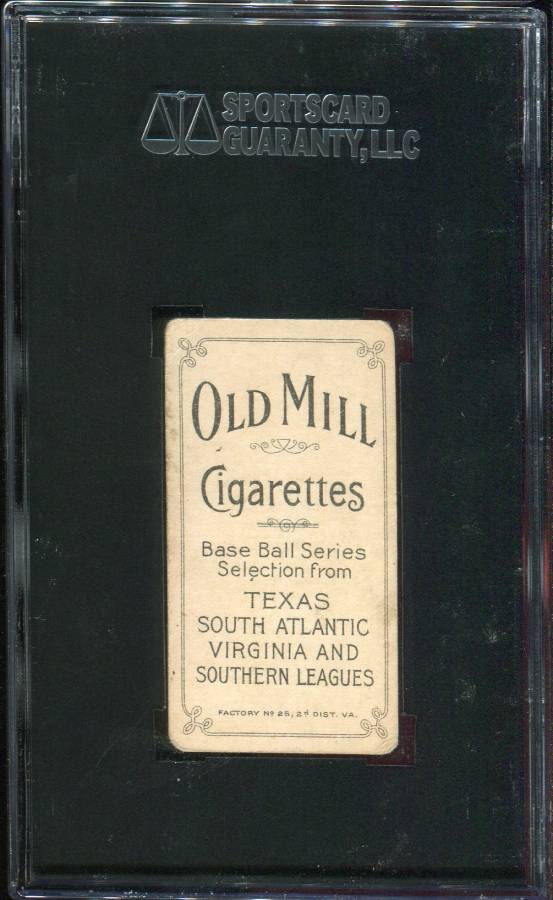 SPORTSCARD
GUARANTY, LLC
OLD MILL
Cigarettes
Base Ball Series
Selection from
TEXAS
SOUTH ATLANTIC
VIRGINIA AND
SOUTHERN LEAGUES
FACTORY Nº 25, 2ᵈ DIST. VA.